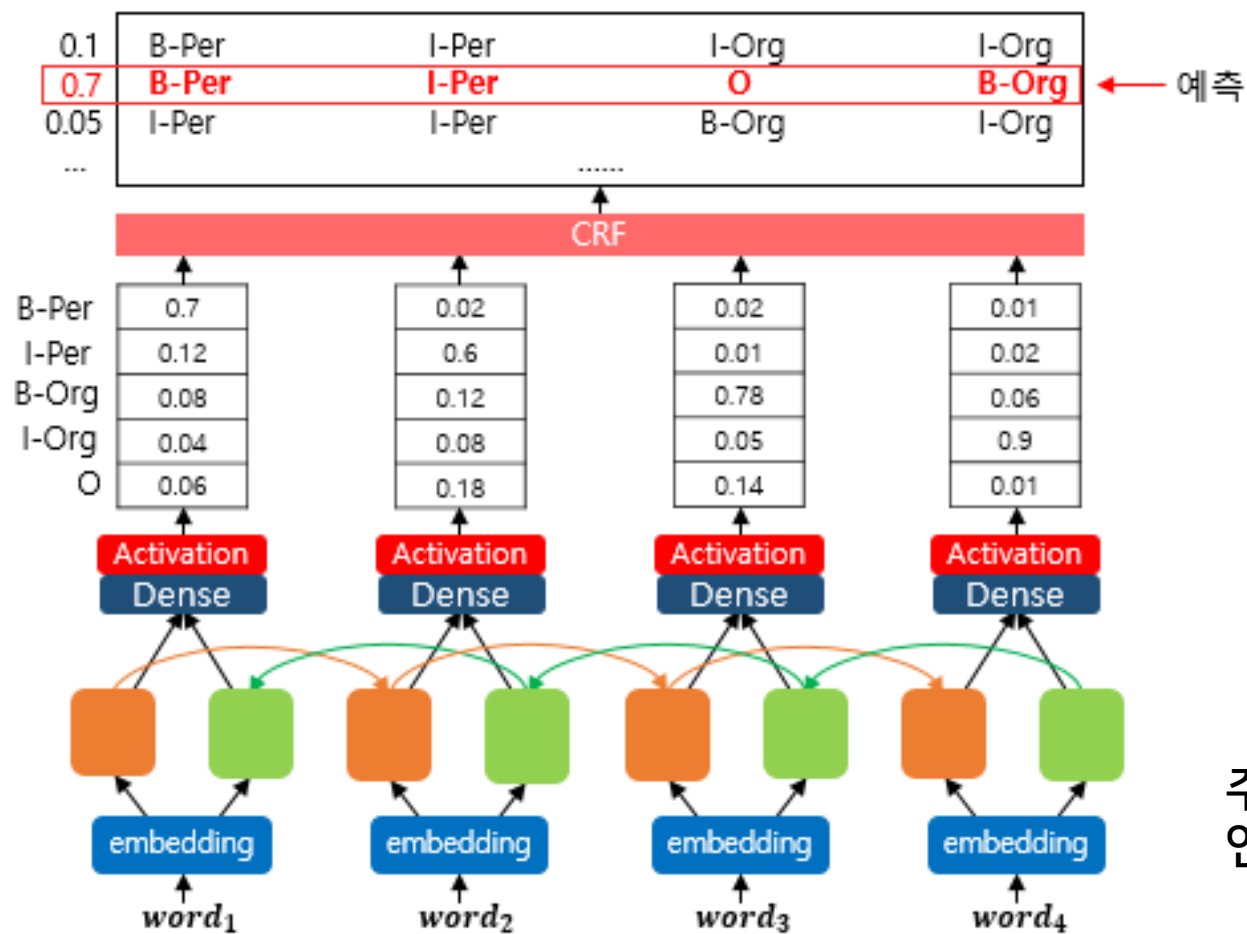 0.1 B-Per I-Per I-Org I-Org
0.7 B-Per I-Per O B-Org 예측
0.05 I-Per I-Per B-Org I-Org
... ......
CRF
B-Per 0.7 0.02 0.02 0.01
I-Per 0.12 0.6 0.01 0.02
B-Org 0.08 0.12 0.78 0.06
I-Org 0.04 0.08 0.05 0.9
O 0.06 0.18 0.14 0.01
Activation Activation Activation Activation
Dense Dense Dense Dense
embedding embedding embedding embedding
word₁ word₂ word₃ word₄